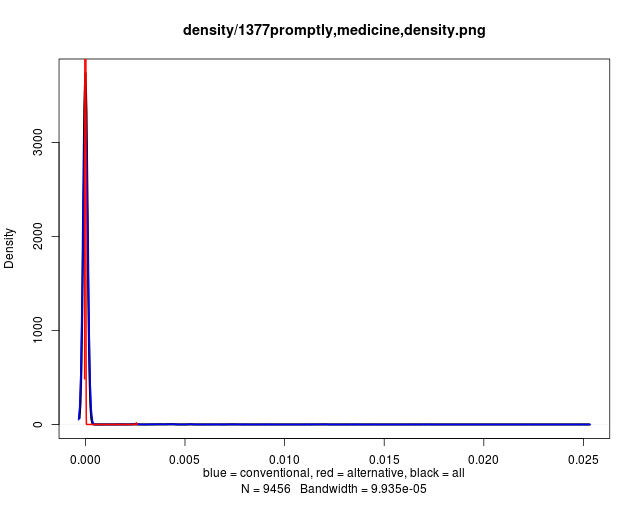 density/1377promptly,medicine,density.png
Density
3000
2000
1000
0
0.000 0.005 0.010 0.015 0.020 0.025
blue = conventional, red = alternative, black = all
N = 9456 Bandwidth = 9.935e-05